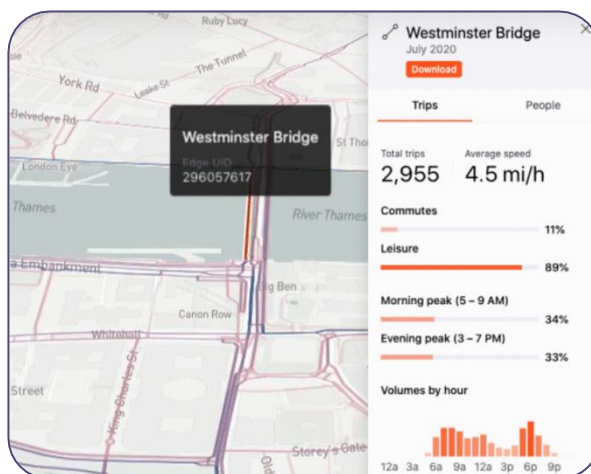 Ruby Lucy
The Tunnel
Leake St
York Rd
Belvedere Rd
Westminster Bridge
Edge UID
296057617
St Tho
London Eye
Thames
River Thames
a Embankment
Big Ben
Canon Row
Whitehall
Street
King Charles St
Storey's Gate
Old
Westminster Bridge
July 2020
Download
Trips People
Total trips Average speed
2,955 4.5 mi/h
Commutes
11%
Leisure
89%
Morning peak (5 – 9 AM)
34%
Evening peak (3 – 7 PM)
33%
Volumes by hour
12a 3a 6a 9a 12a 3p 6p 9p